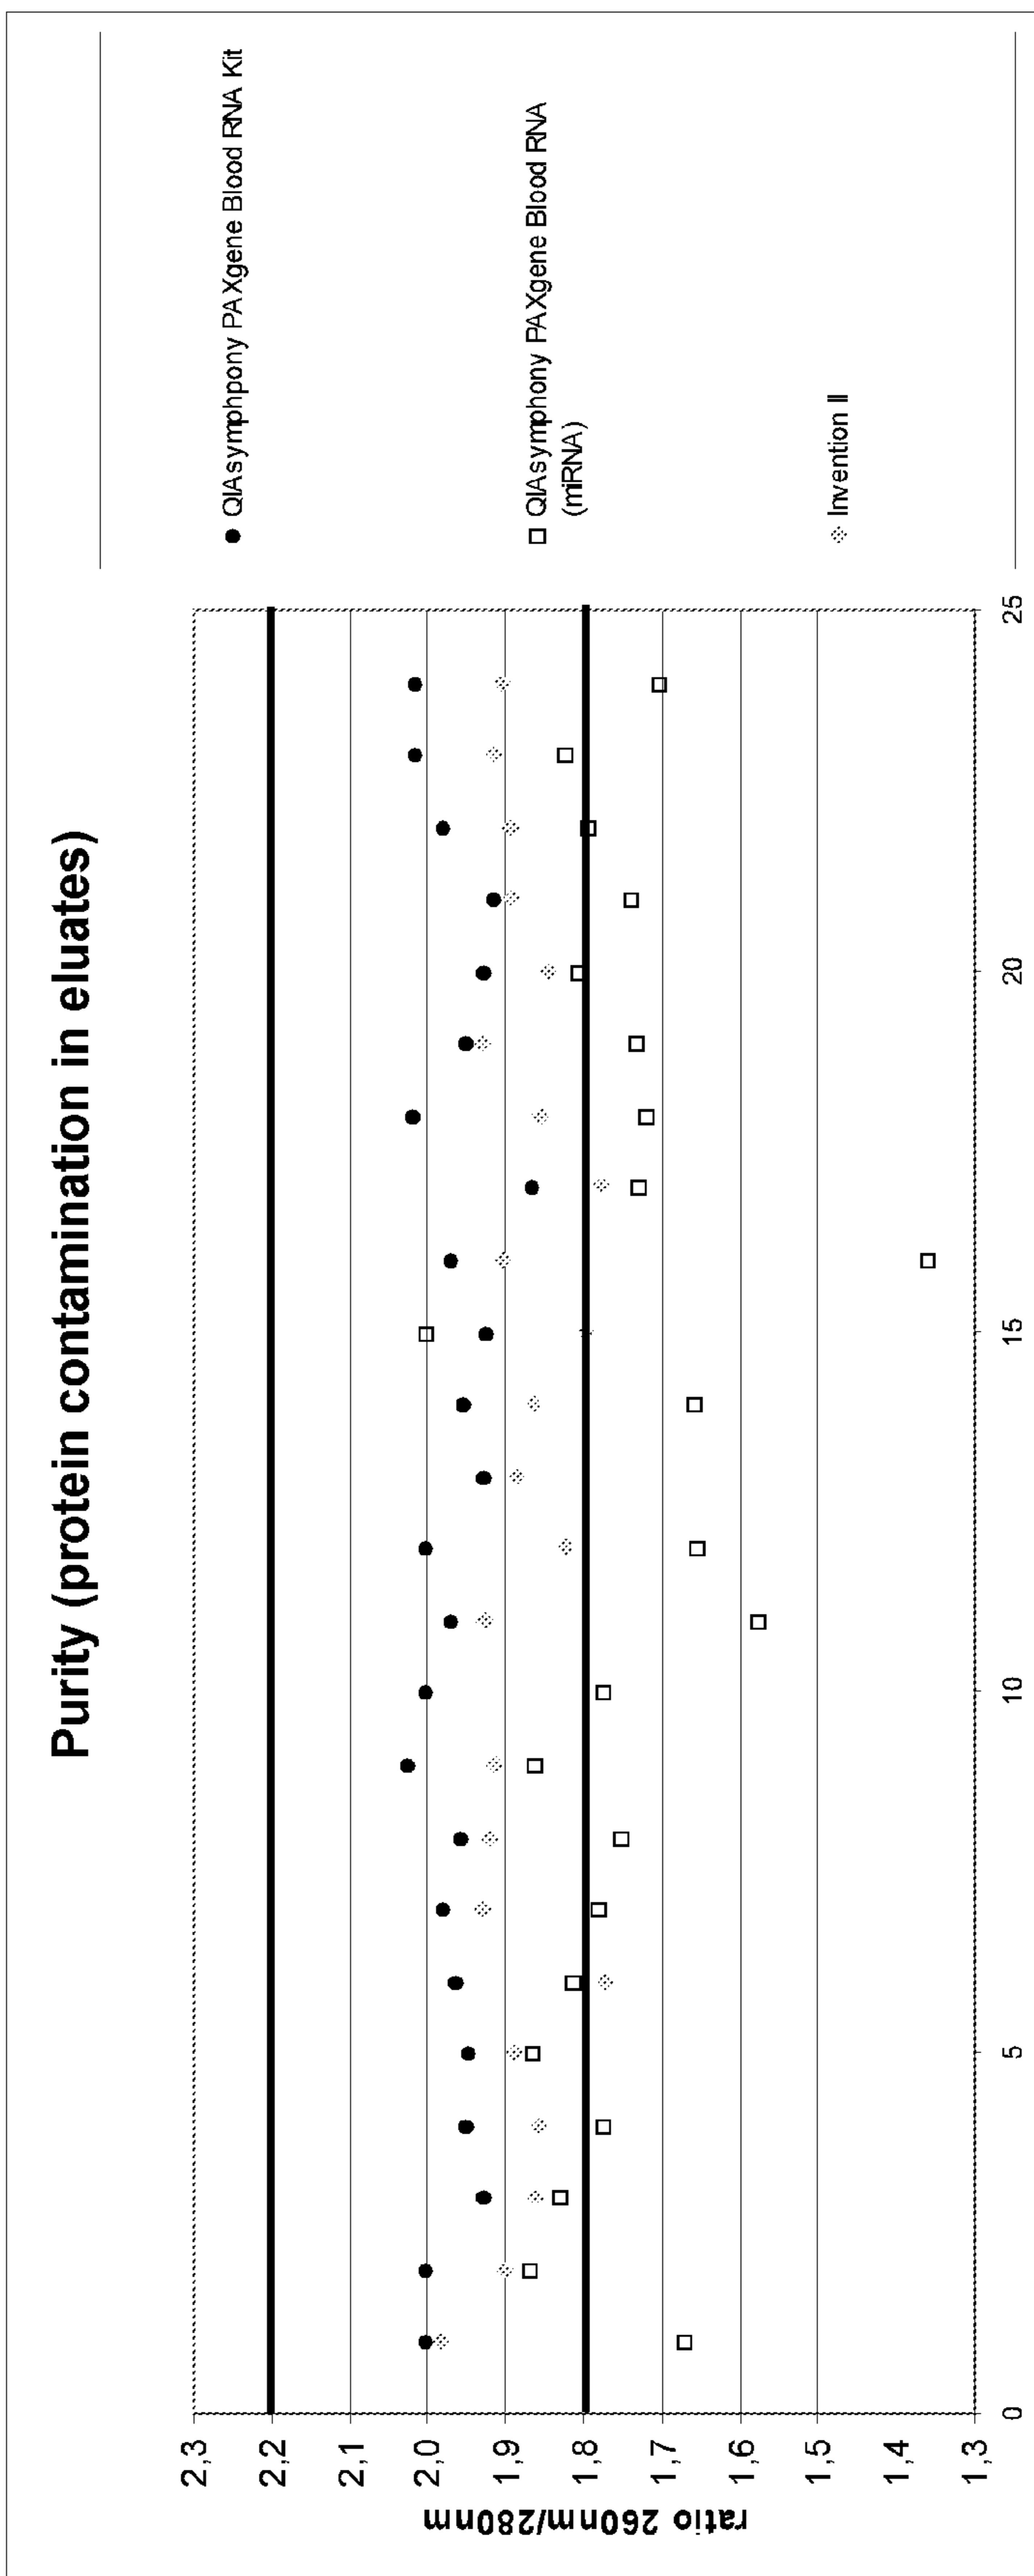 Purity (protein contamination in eluates)
ratio 260nm/280nm
2,3
2,2
2,1
2,0
1,9
1,8
1,7
1,6
1,5
1,4
1,3
0
5
10
15
20
25
QIAsymphpony PAXgene Blood RNA Kit
QIAsymphony PAXgene Blood RNA
(miRNA)
Invention II